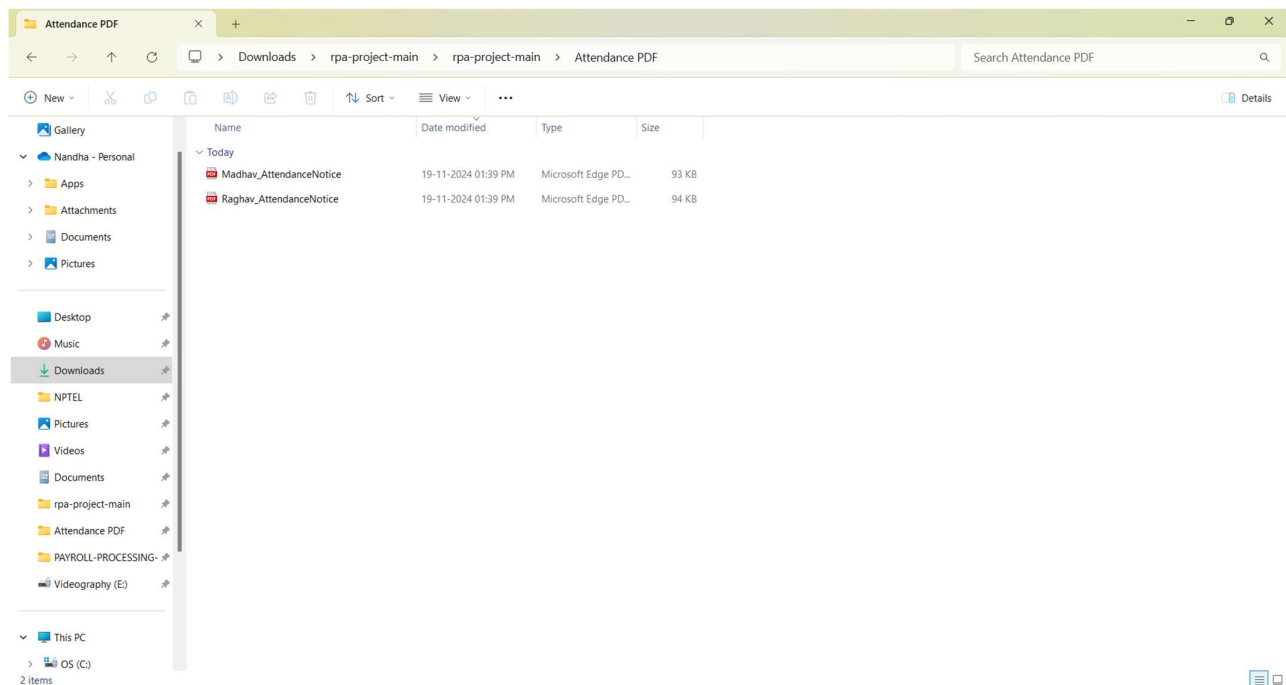 Attendance PDF
Downloads > rpa-project-main > rpa-project-main > Attendance PDF
Search Attendance PDF
New
Sort
View
Details
Gallery
Nandha - Personal
Apps
Attachments
Documents
Pictures
Desktop
Music
Downloads
NPTEL
Pictures
Videos
Documents
rpa-project-main
Attendance PDF
PAYROLL-PROCESSING-
Videography (E:)
This PC
OS (C:)
Name Date modified Type Size
Today
Madhav_AttendanceNotice 19-11-2024 01:39 PM Microsoft Edge PD... 93 KB
Raghav_AttendanceNotice 19-11-2024 01:39 PM Microsoft Edge PD... 94 KB
2 items